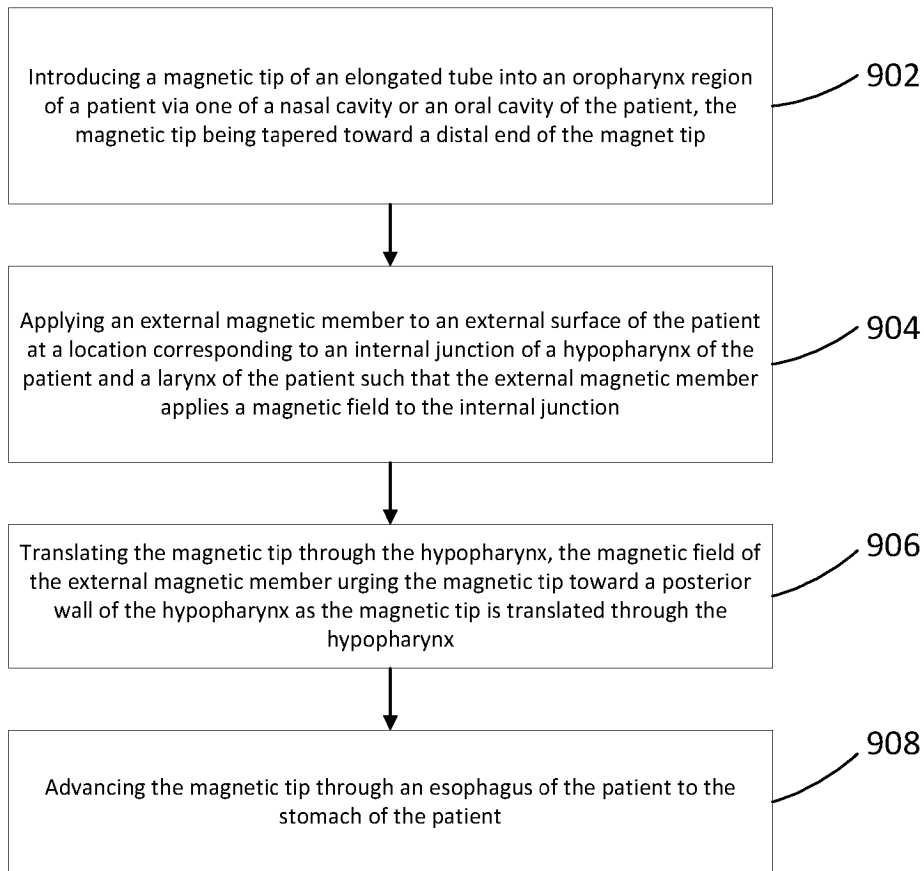 Introducing a magnetic tip of an elongated tube into an oropharynx region
of a patient via one of a nasal cavity or an oral cavity of the patient, the
magnetic tip being tapered toward a distal end of the magnet tip
902
Applying an external magnetic member to an external surface of the patient
at a location corresponding to an internal junction of a hypopharynx of the
patient and a larynx of the patient such that the external magnetic member
applies a magnetic field to the internal junction
904
Translating the magnetic tip through the hypopharynx, the magnetic field of
the external magnetic member urging the magnetic tip toward a posterior
wall of the hypopharynx as the magnetic tip is translated through the
hypopharynx
906
Advancing the magnetic tip through an esophagus of the patient to the
stomach of the patient
908